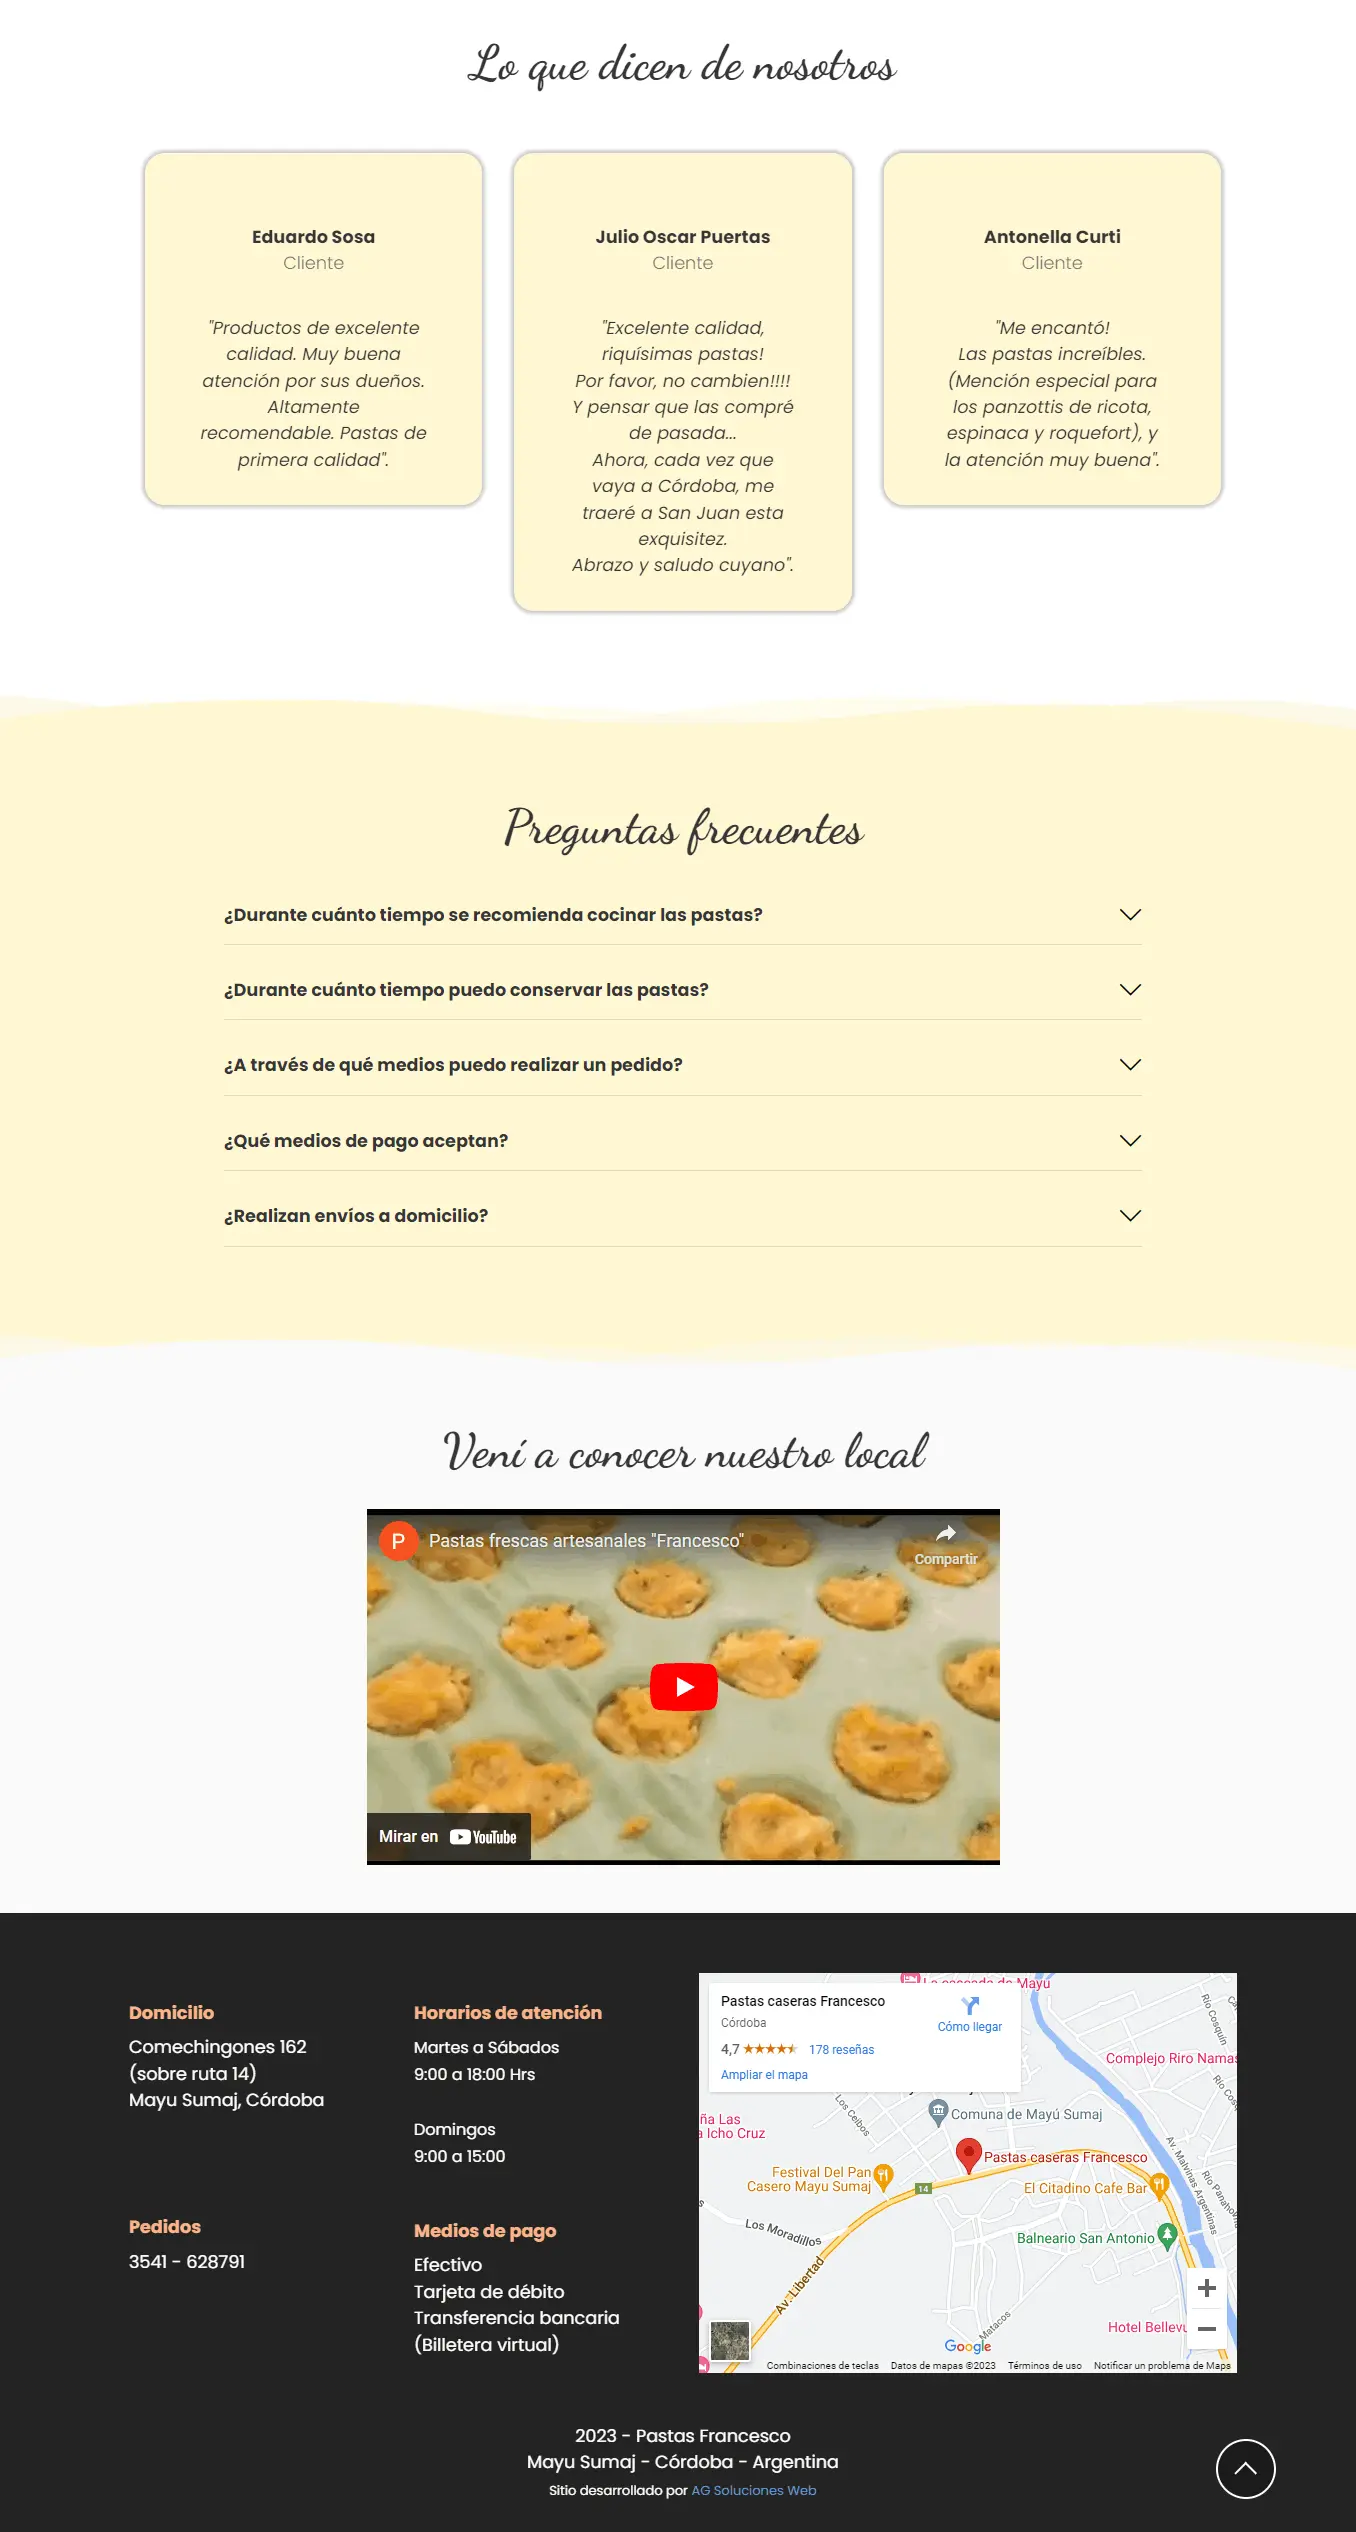 Lo que dicen de nosotros
Eduardo Sosa
Cliente
"Productos de excelente
calidad. Muy buena
atención por sus dueños.
Altamente
recomendable. Pastas de
primera calidad".
Julio Oscar Puertas
Cliente
"Excelente calidad,
riquísimas pastas!
Por favor, no cambien!!!!
Y pensar que las compré
de pasada...
Ahora, cada vez que
vaya a Córdoba, me
traeré a San Juan esta
exquisitez.
Abrazo y saludo cuyano".
Antonella Curti
Cliente
"Me encantó!
Las pastas increíbles.
(Mención especial para
los panzottis de ricota,
espinaca y roquefort), y
la atención muy buena".
Preguntas frecuentes
¿Durante cuánto tiempo se recomienda cocinar las pastas?
¿Durante cuánto tiempo puedo conservar las pastas?
¿A través de qué medios puedo realizar un pedido?
¿Qué medios de pago aceptan?
¿Realizan envíos a domicilio?
Vení a conocer nuestro local
P
Pastas frescas artesanales "Francesco"
Compartir
Mirar en YouTube
Domicilio
Comechingones 162
(sobre ruta 14)
Mayu Sumaj, Córdoba
Pedidos
3541 - 628791
Horarios de atención
Martes a Sábados
9:00 a 18:00 Hrs
Domingos
9:00 a 15:00
Medios de pago
Efectivo
Tarjeta de débito
Transferencia bancaria
(Billetera virtual)
Pastas caseras Francesco
Córdoba
4,7
178 reseñas
Ampliar el mapa
Cómo llegar
La cascada de Mayu
Río Cosquín
Complejo Riro Namas
Los Ceibos
Comuna de Mayú Sumaj
ña Las
a Icho Cruz
Pastas caseras Francesco
Festival Del Pan
Casero Mayu Sumaj
14
El Citadino Cafe Bar
Av. Malvinas Argentinas
Los Moradillos
Balneario San Antonio
Av. Libertad
Matacos
Hotel Bellevu
Google
Combinaciones de teclas
Datos de mapas ©2023
Términos de uso
Notificar un problema de Maps
2023 - Pastas Francesco
Mayu Sumaj - Córdoba - Argentina
Sitio desarrollado por AG Soluciones Web